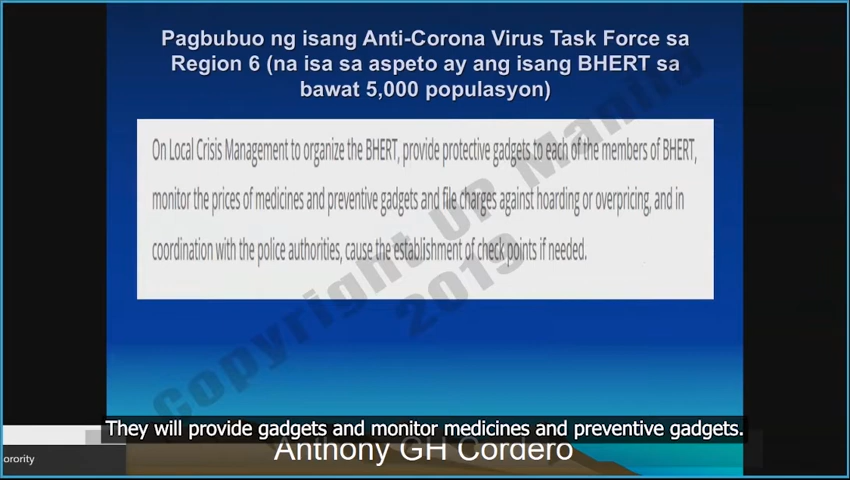 Pagbubuo ng isang Anti-Corona Virus Task Force sa
Region 6 (na isa sa aspeto ay ang isang BHERT sa
bawat 5,000 populasyon)
On Local Crisis Management to organize the BHERT, provide protective gadgets to each of the members of BHERT,
monitor the prices of medicines and preventive gadgets and file charges against hoarding or overpricing, and in
coordination with the police authorities, cause the establishment of check points if needed.
Copyright UP Manila
2019
They will provide gadgets and monitor medicines and preventive gadgets.
Anthony GH Cordero
orority